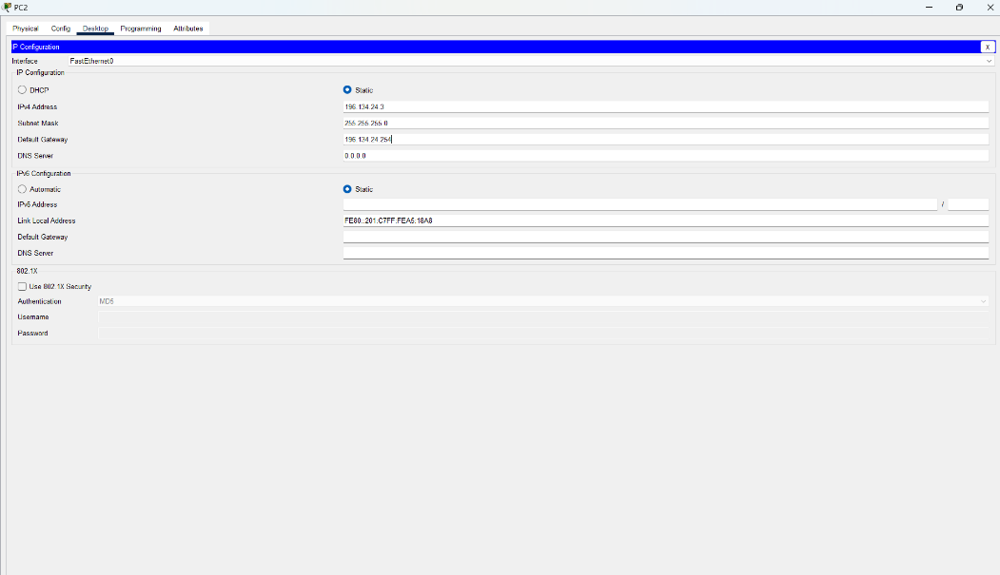 PC2
Physical Config Desktop Programming Attributes
IP Configuration X
Interface FastEthernet0
IP Configuration
DHCP Static
IPv4 Address 196.134.24.3
Subnet Mask 255.255.255.0
Default Gateway 196.134.24.254
DNS Server 0.0.0.0
IPv6 Configuration
Automatic Static
IPv6 Address /
Link Local Address FE80::201:C7FF:FEA5:18A8
Default Gateway
DNS Server
802.1X
Use 802.1X Security
Authentication MD5
Username
Password